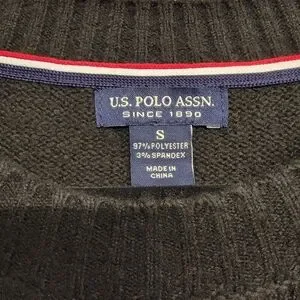 U.S. POLO ASSN.
SINCE 1890
S
97% POLYESTER
3% SPANDEX
MADE IN
CHINA